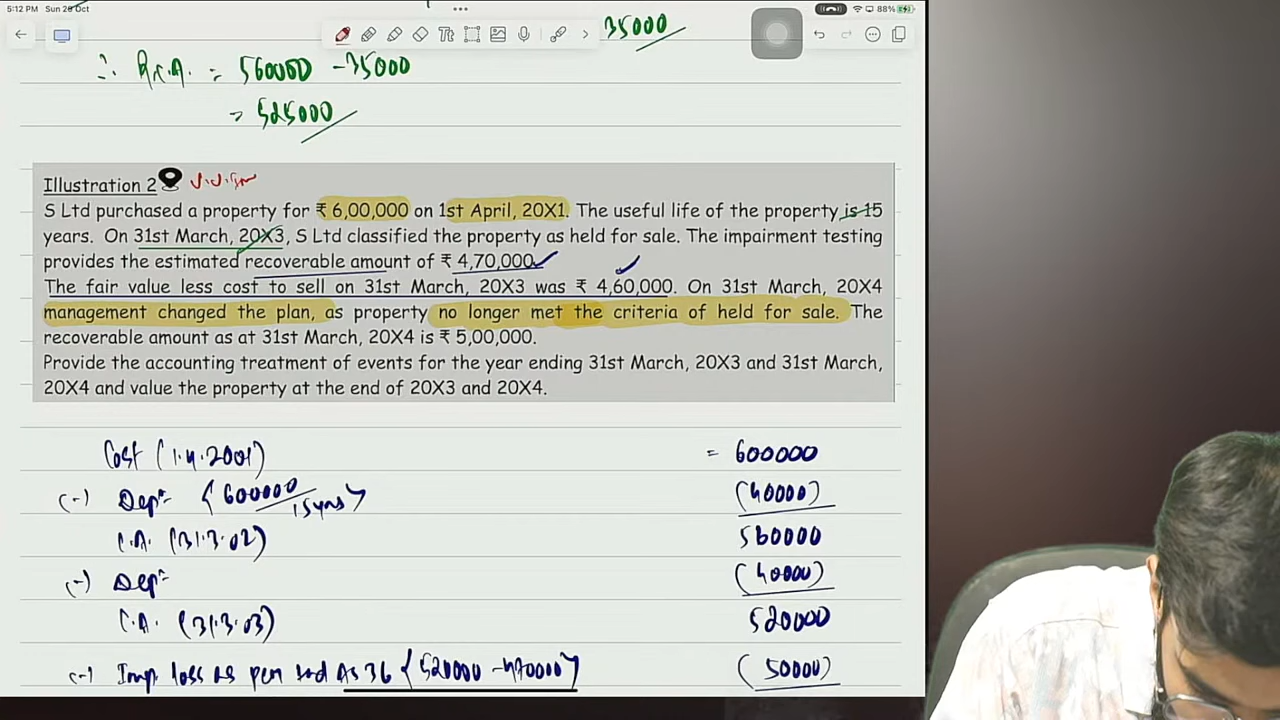 5:12 PM Sun 20 Oct
88%
35000
∴ R.C.A. = 560000 - 35000
= 525000
Illustration 2 V.V.Imp
S Ltd purchased a property for ₹ 6,00,000 on 1st April, 20X1. The useful life of the property is 15
years. On 31st March, 20X3, S Ltd classified the property as held for sale. The impairment testing
provides the estimated recoverable amount of ₹ 4,70,000.
The fair value less cost to sell on 31st March, 20X3 was ₹ 4,60,000. On 31st March, 20X4
management changed the plan, as property no longer met the criteria of held for sale. The
recoverable amount as at 31st March, 20X4 is ₹ 5,00,000.
Provide the accounting treatment of events for the year ending 31st March, 20X3 and 31st March,
20X4 and value the property at the end of 20X3 and 20X4.
Cost (1.4.2001) = 600000
(-) Depⁿ {600000/15yrs} (40000)
C.A. (31.3.02) 560000
(-) Depⁿ (40000)
C.A. (31.3.03) 520000
(-) Imp loss as per Ind As 36 {520000 - 470000} (50000)